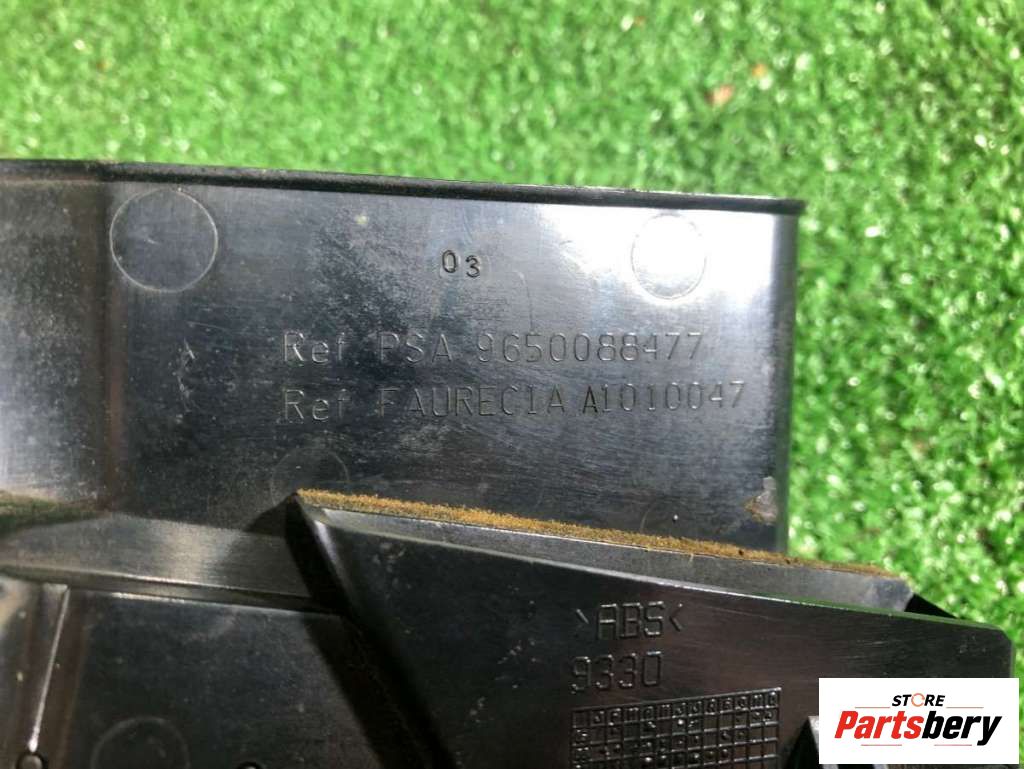 03
Ref PSA 9650088477
Ref FAURECIA A1010047
>ABS<
9330
STORE
Partsbery